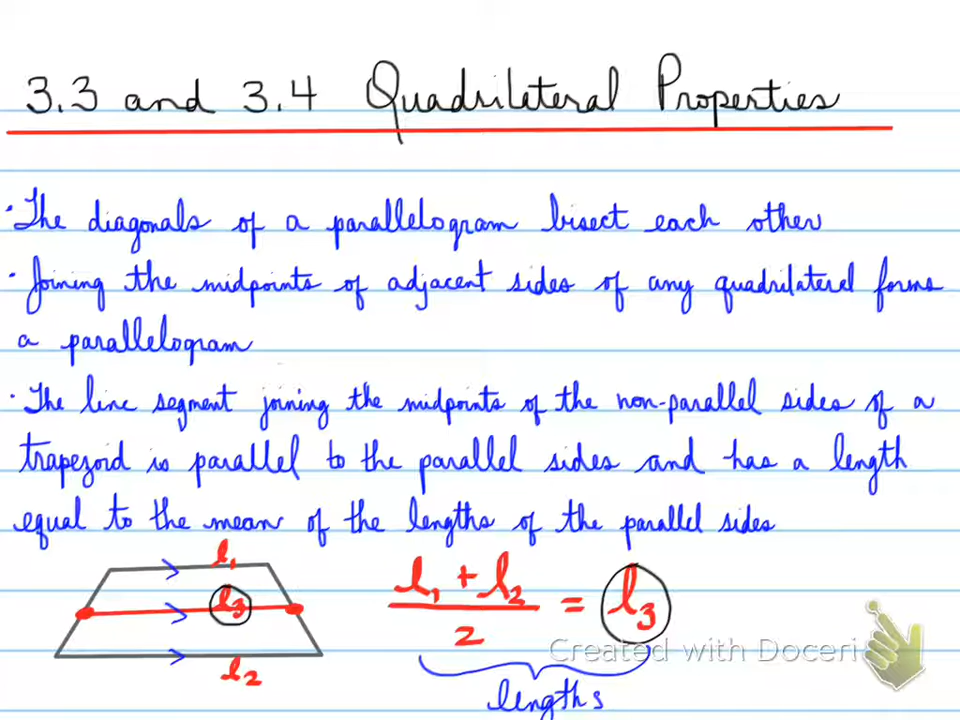 3.3 and 3.4 Quadrilateral Properties
· The diagonals of a parallelogram bisect each other
· Joining the midpoints of adjacent sides of any quadrilateral forms
a parallelogram
· The line segment joining the midpoints of the non-parallel sides of a
trapezoid is parallel to the parallel sides and has a length
equal to the mean of the lengths of the parallel sides
l₁
l₃
l₂
l₁ + l₂
2
= l₃
Created with Doceri
lengths